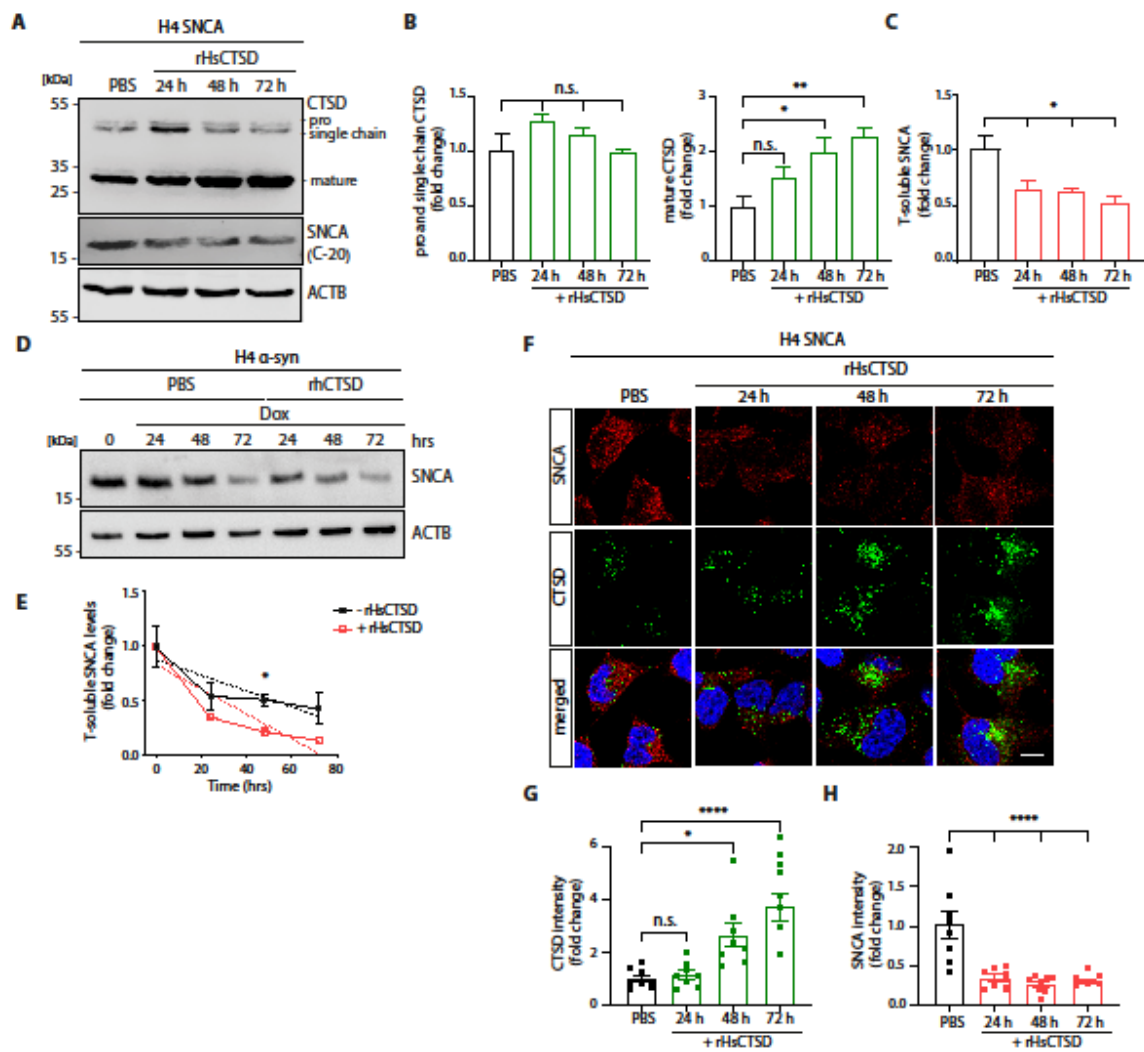 A
H4 SNCA
rHsCTSD
[kDa]
PBS 24 h 48 h 72 h
55
CTSD
pro
single chain
35
25
mature
SNCA
(C-20)
15
ACTB
55
B
pro and single chain CTSD
(fold change)
1.5
1.0
0.5
0.0
n.s.
PBS 24 h 48 h 72 h
+ rHsCTSD
mature CTSD
(fold change)
3
2
1
0
**
*
n.s.
PBS 24 h 48 h 72 h
+ rHsCTSD
C
T-soluble SNCA
(fold change)
1.5
1.0
0.5
0.0
*
PBS 24 h 48 h 72 h
+ rHsCTSD
D
H4 α-syn
PBS rhCTSD
Dox
[kDa] 0 24 48 72 24 48 72 hrs
SNCA
15
ACTB
55
E
T-soluble SNCA levels
(fold change)
1.5
1.0
0.5
0.0
*
- rHsCTSD
+ rHsCTSD
0 20 40 60 80
Time (hrs)
F
H4 SNCA
rHsCTSD
PBS 24 h 48 h 72 h
SNCA
CTSD
merged
G
CTSD intensity
(fold change)
6
4
2
0
****
*
n.s.
PBS 24 h 48 h 72 h
+ rHsCTSD
H
SNCA intensity
(fold change)
2.0
1.5
1.0
0.5
0.0
****
PBS 24 h 48 h 72 h
+ rHsCTSD